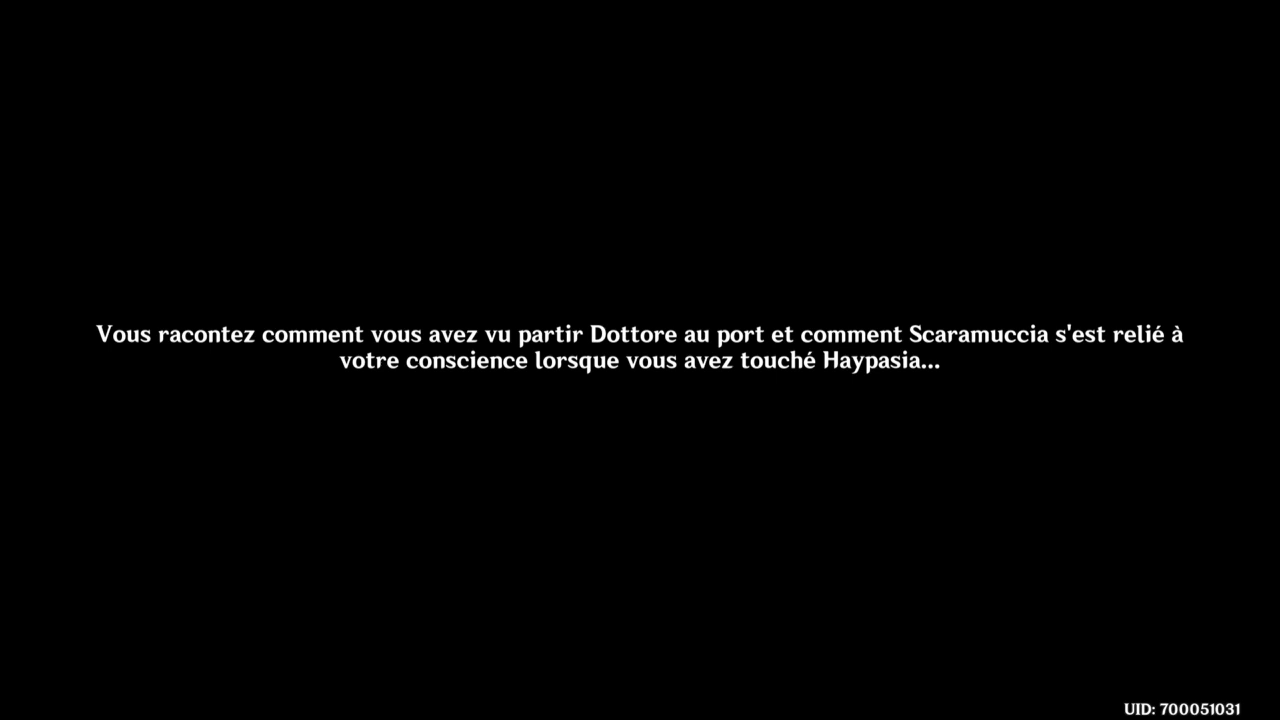 Vous racontez comment vous avez vu partir Dottore au port et comment Scaramuccia s'est relié à
votre conscience lorsque vous avez touché Haypasia...
UID: 700051031